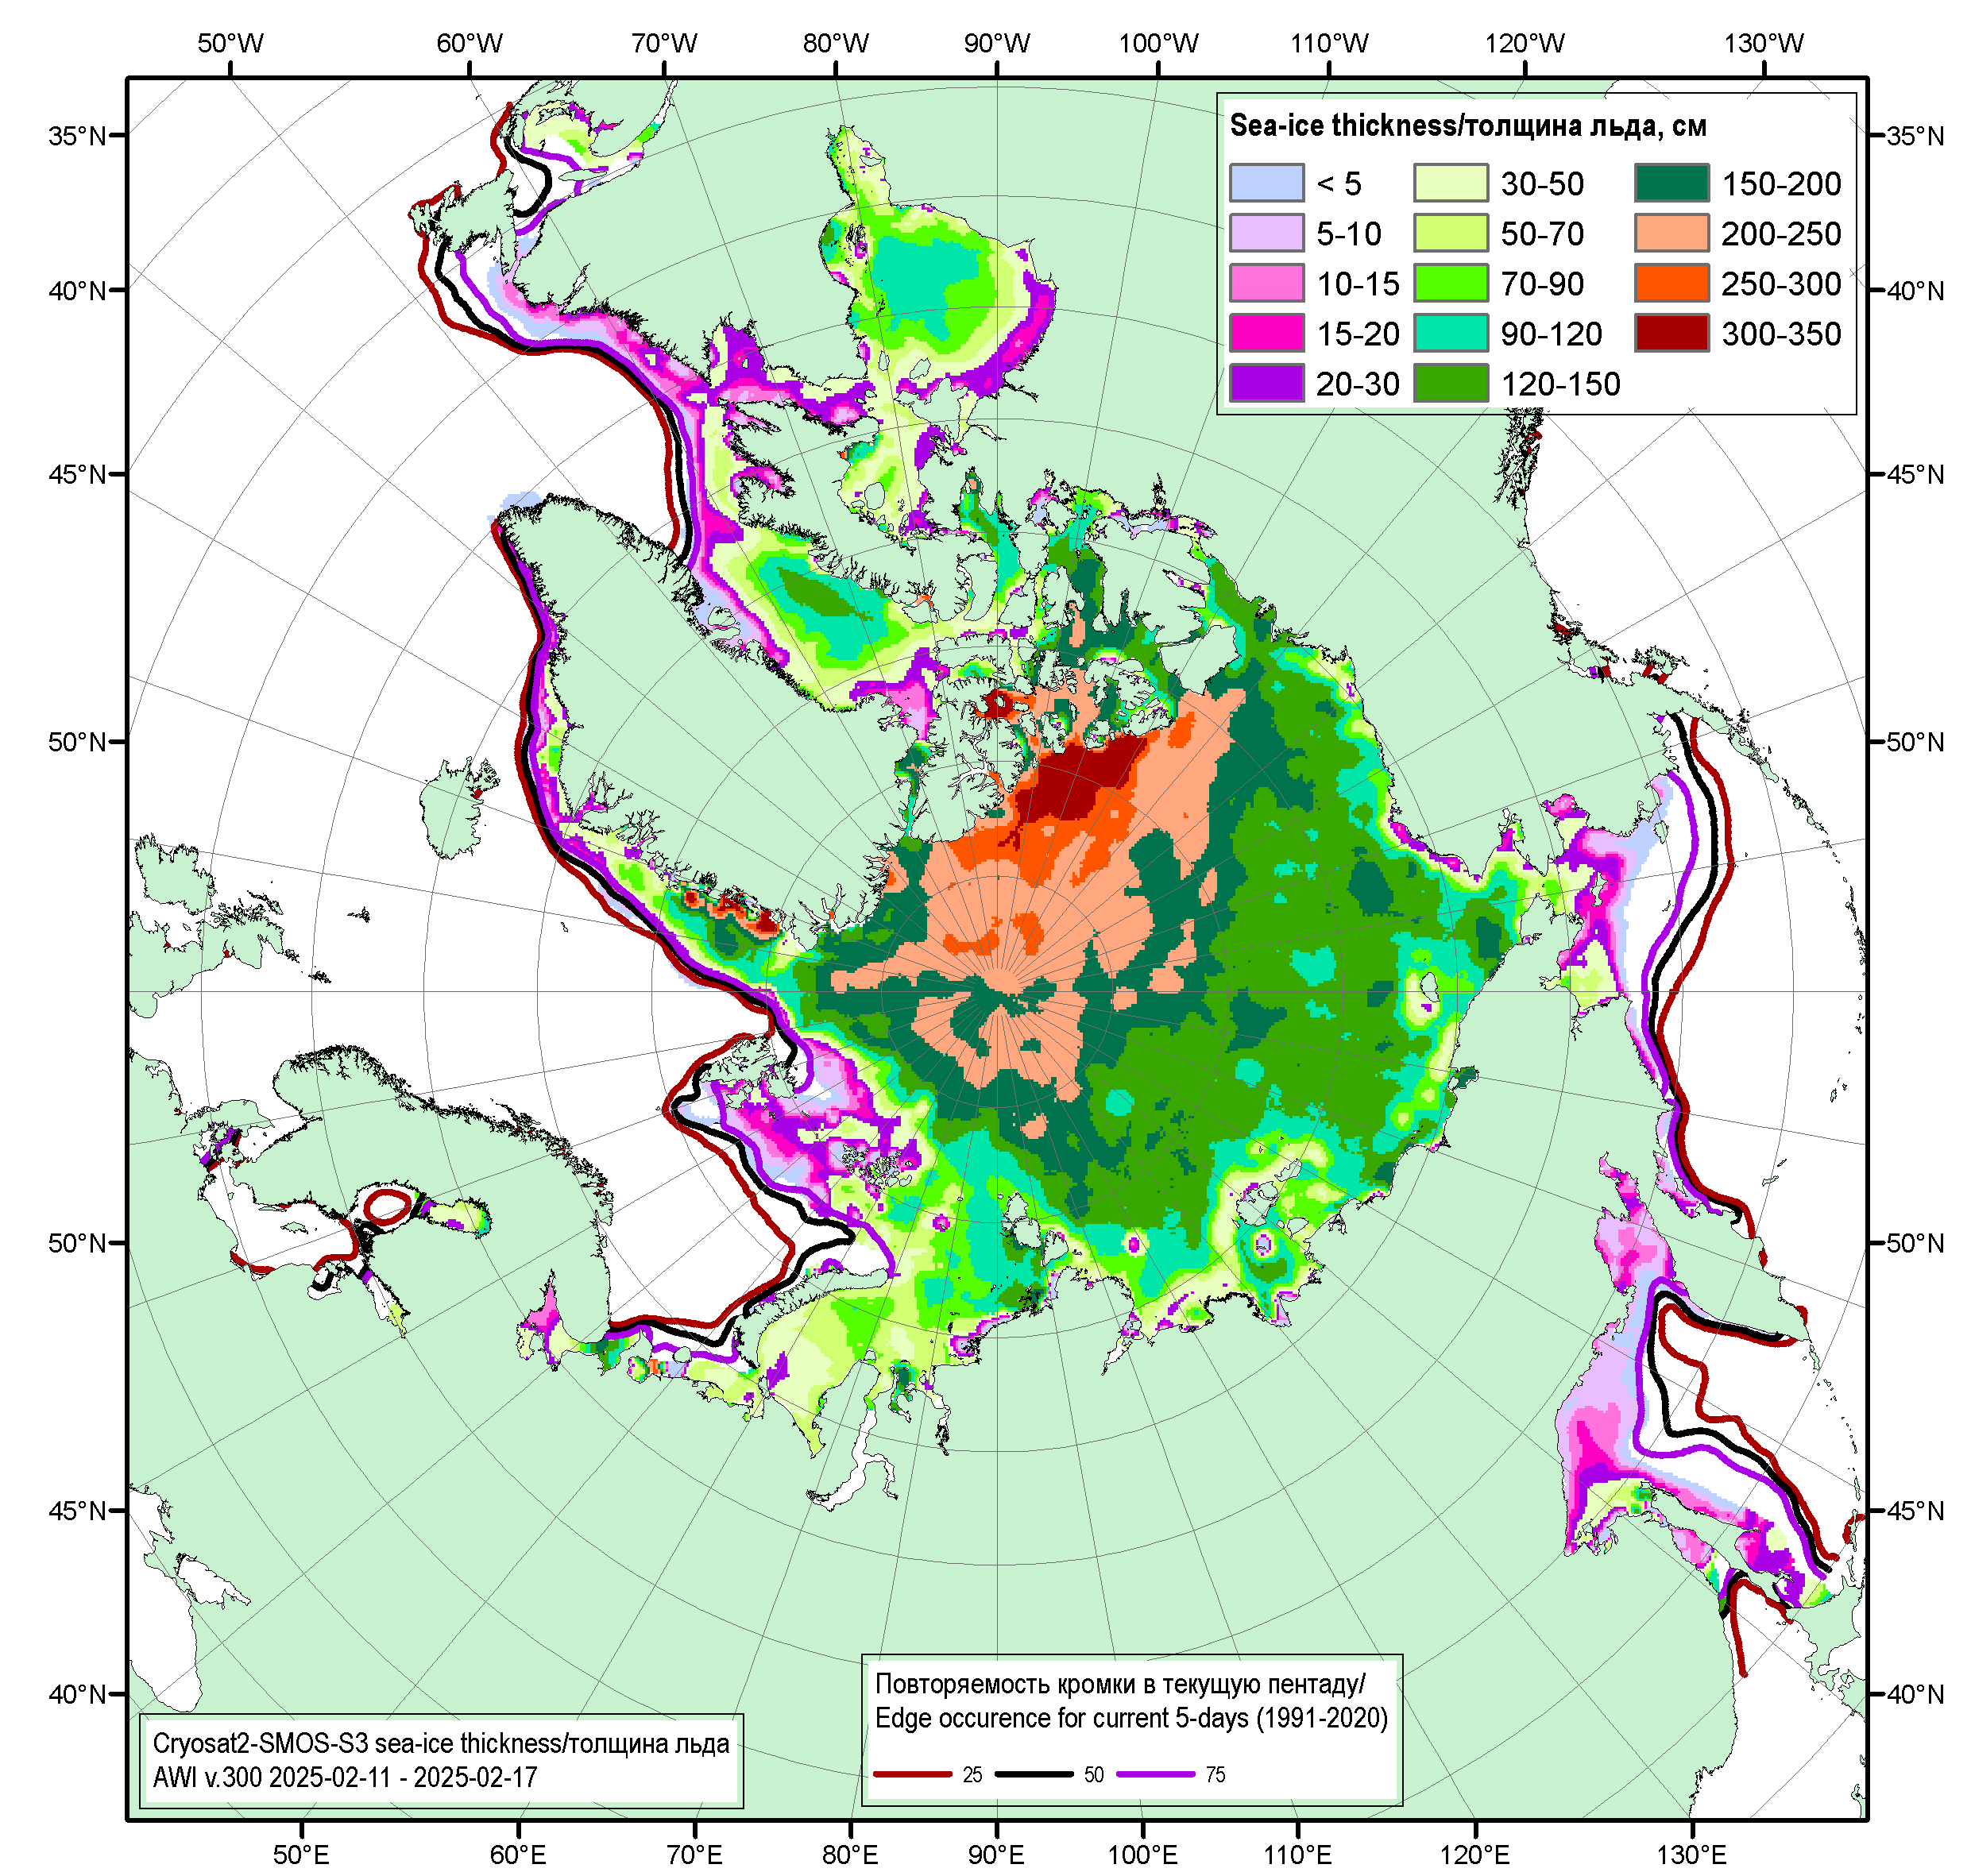 50°W 60°W 70°W 80°W 90°W 100°W 110°W 120°W 130°W
35°N 35°N
40°N 40°N
45°N 45°N
50°N 50°N
50°N 50°N
45°N 45°N
40°N 40°N
Sea-ice thickness/толщина льда, см
< 5 30-50 150-200
5-10 50-70 200-250
10-15 70-90 250-300
15-20 90-120 300-350
20-30 120-150
Повторяемость кромки в текущую пентаду/
Edge occurence for current 5-days (1991-2020)
25 50 75
Cryosat2-SMOS-S3 sea-ice thickness/толщина льда
AWI v.300 2025-02-11 - 2025-02-17
50°E 60°E 70°E 80°E 90°E 100°E 110°E 120°E 130°E